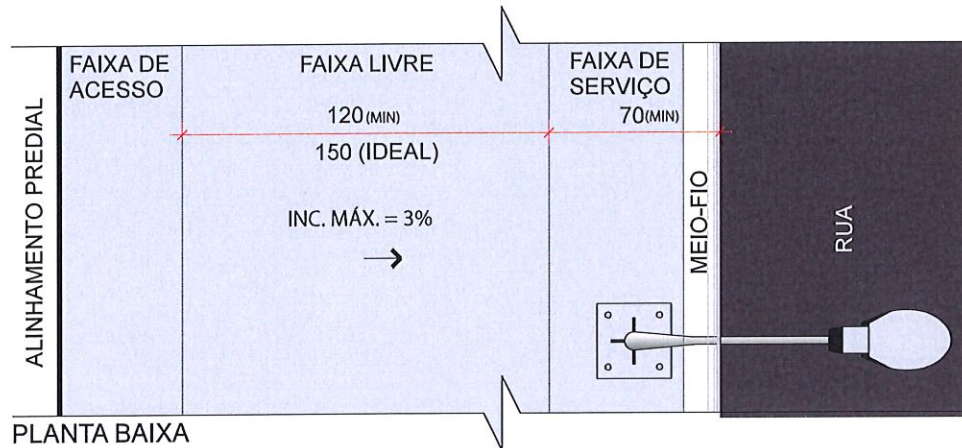 ALINHAMENTO PREDIAL
FAIXA DE
ACESSO
FAIXA LIVRE
120 (MIN)
150 (IDEAL)
INC. MÁX. = 3%
FAIXA DE
SERVIÇO
70 (MIN)
MEIO-FIO
RUA
PLANTA BAIXA